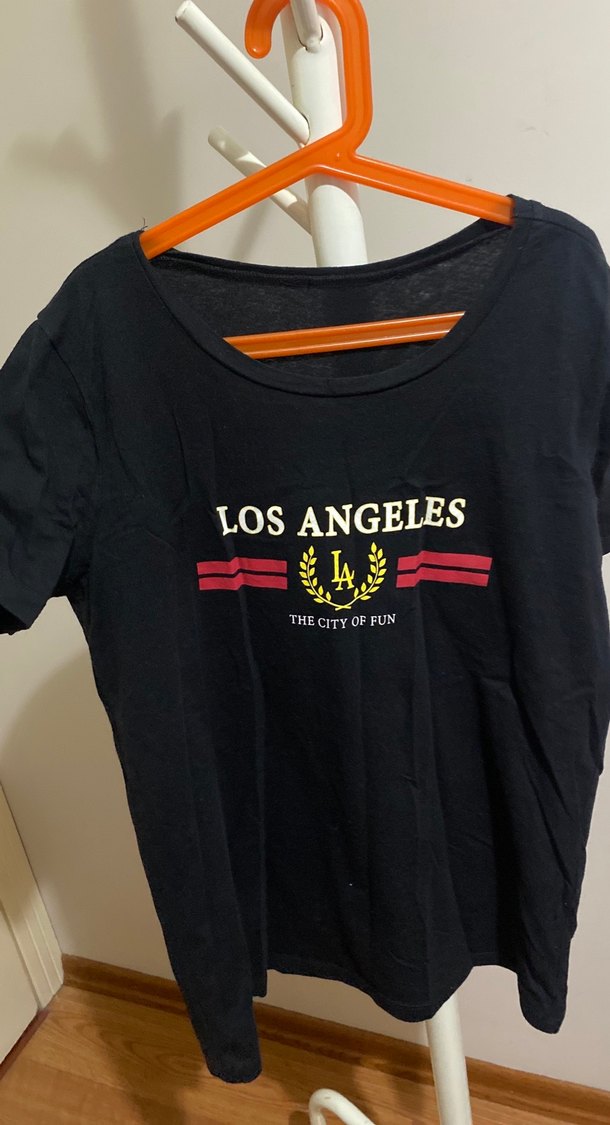 LOS ANGELES
LA
THE CITY OF FUN